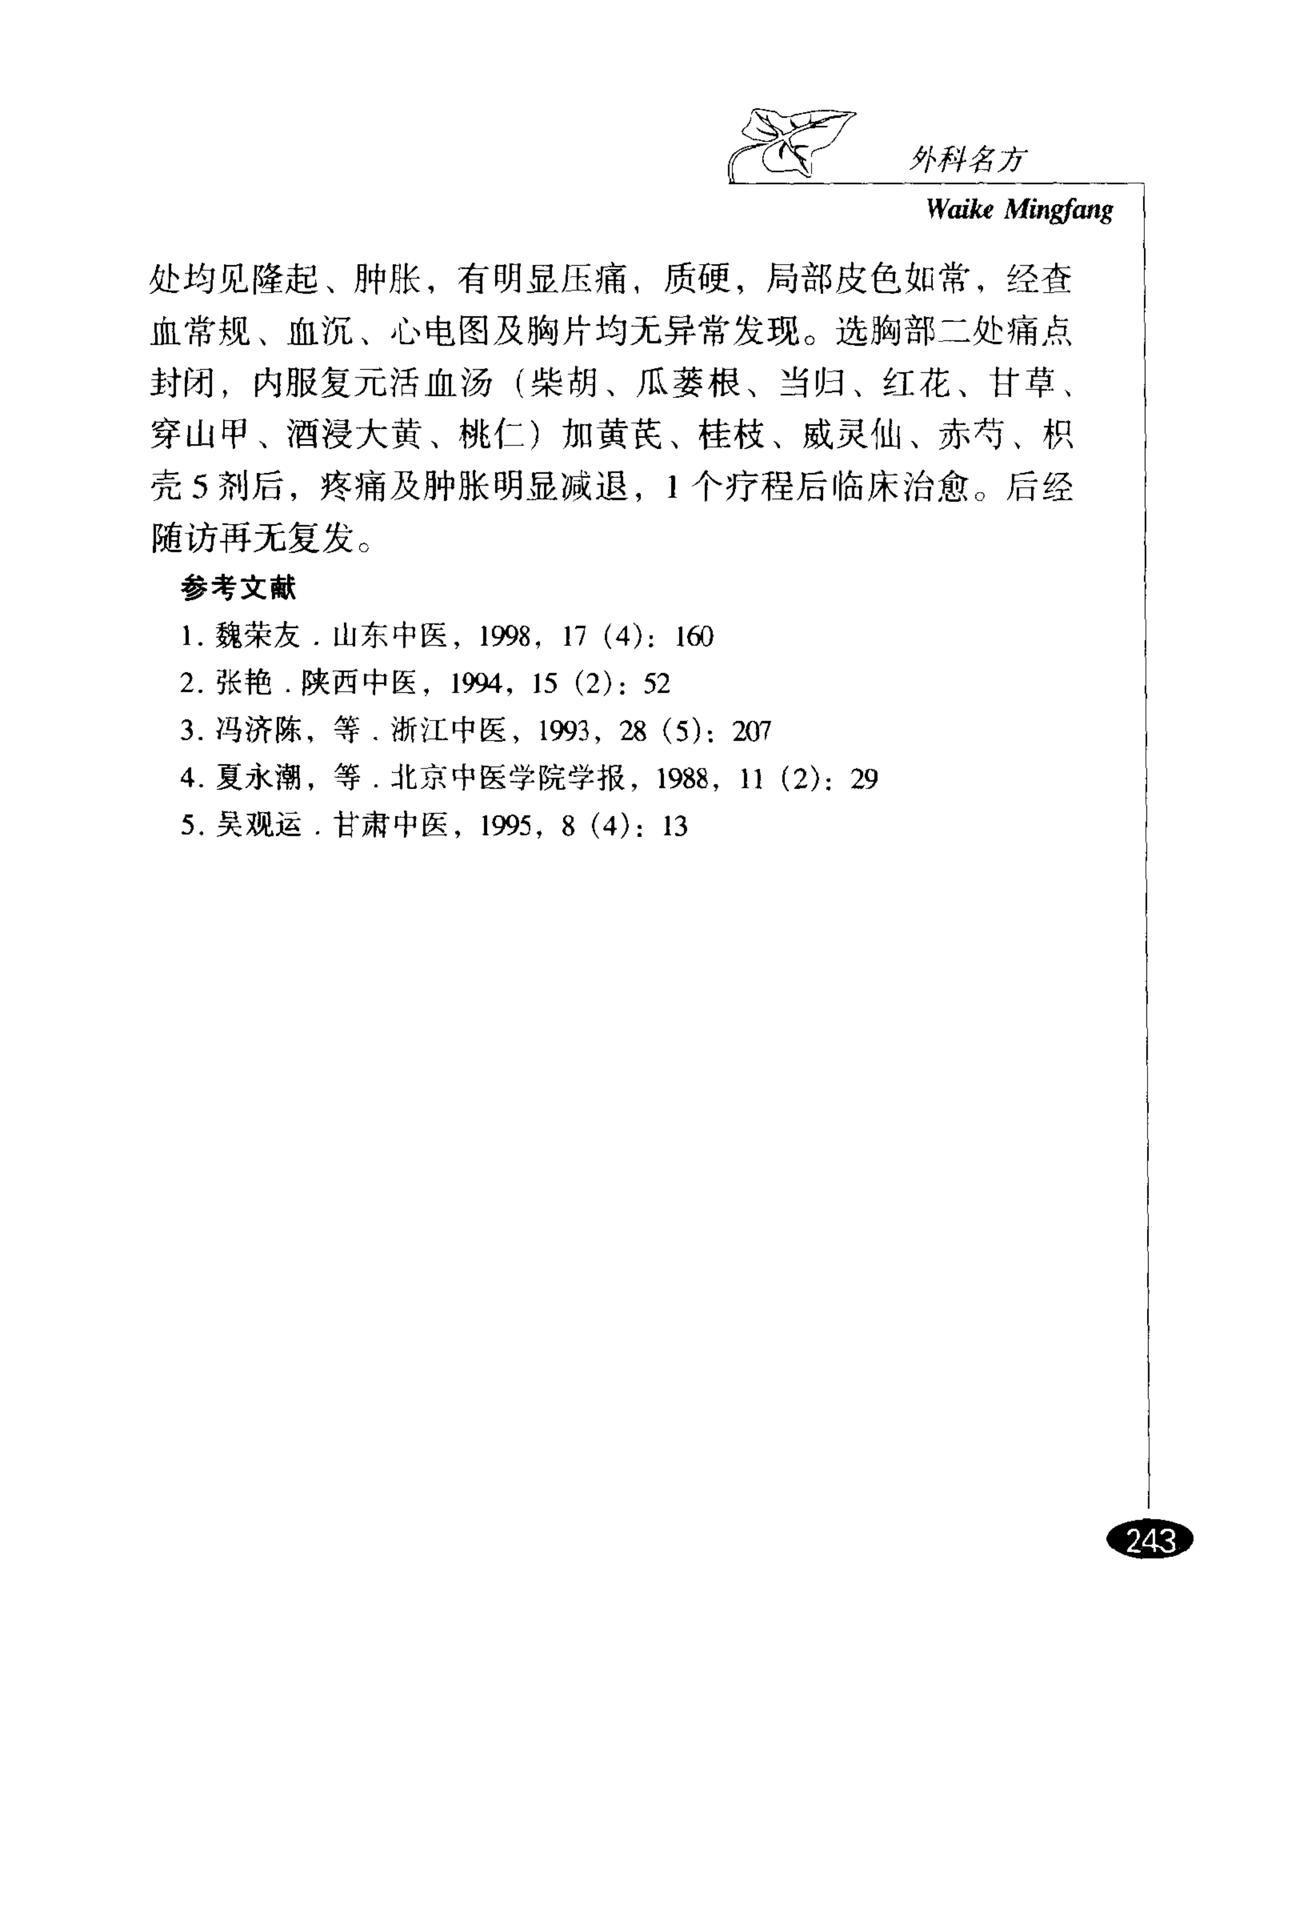 外科名方
Waike Mingfang
处均见隆起、肿胀，有明显压痛，质硬，局部皮色如常，经查
血常规、血沉、心电图及胸片均无异常发现。选胸部二处痛点
封闭，内服复元活血汤（柴胡、瓜蒌根、当归、红花、甘草、
穿山甲、酒浸大黄、桃仁）加黄芪、桂枝、威灵仙、赤芍、枳
壳 5 剂后，疼痛及肿胀明显减退，1 个疗程后临床治愈。后经
随访再无复发。
参考文献
1. 魏荣友．山东中医，1998，17（4）：160
2. 张艳．陕西中医，1994，15（2）：52
3. 冯济陈，等．浙江中医，1993，28（5）：207
4. 夏永潮，等．北京中医学院学报，1988，11（2）：29
5. 吴观运．甘肃中医，1995，8（4）：13
243